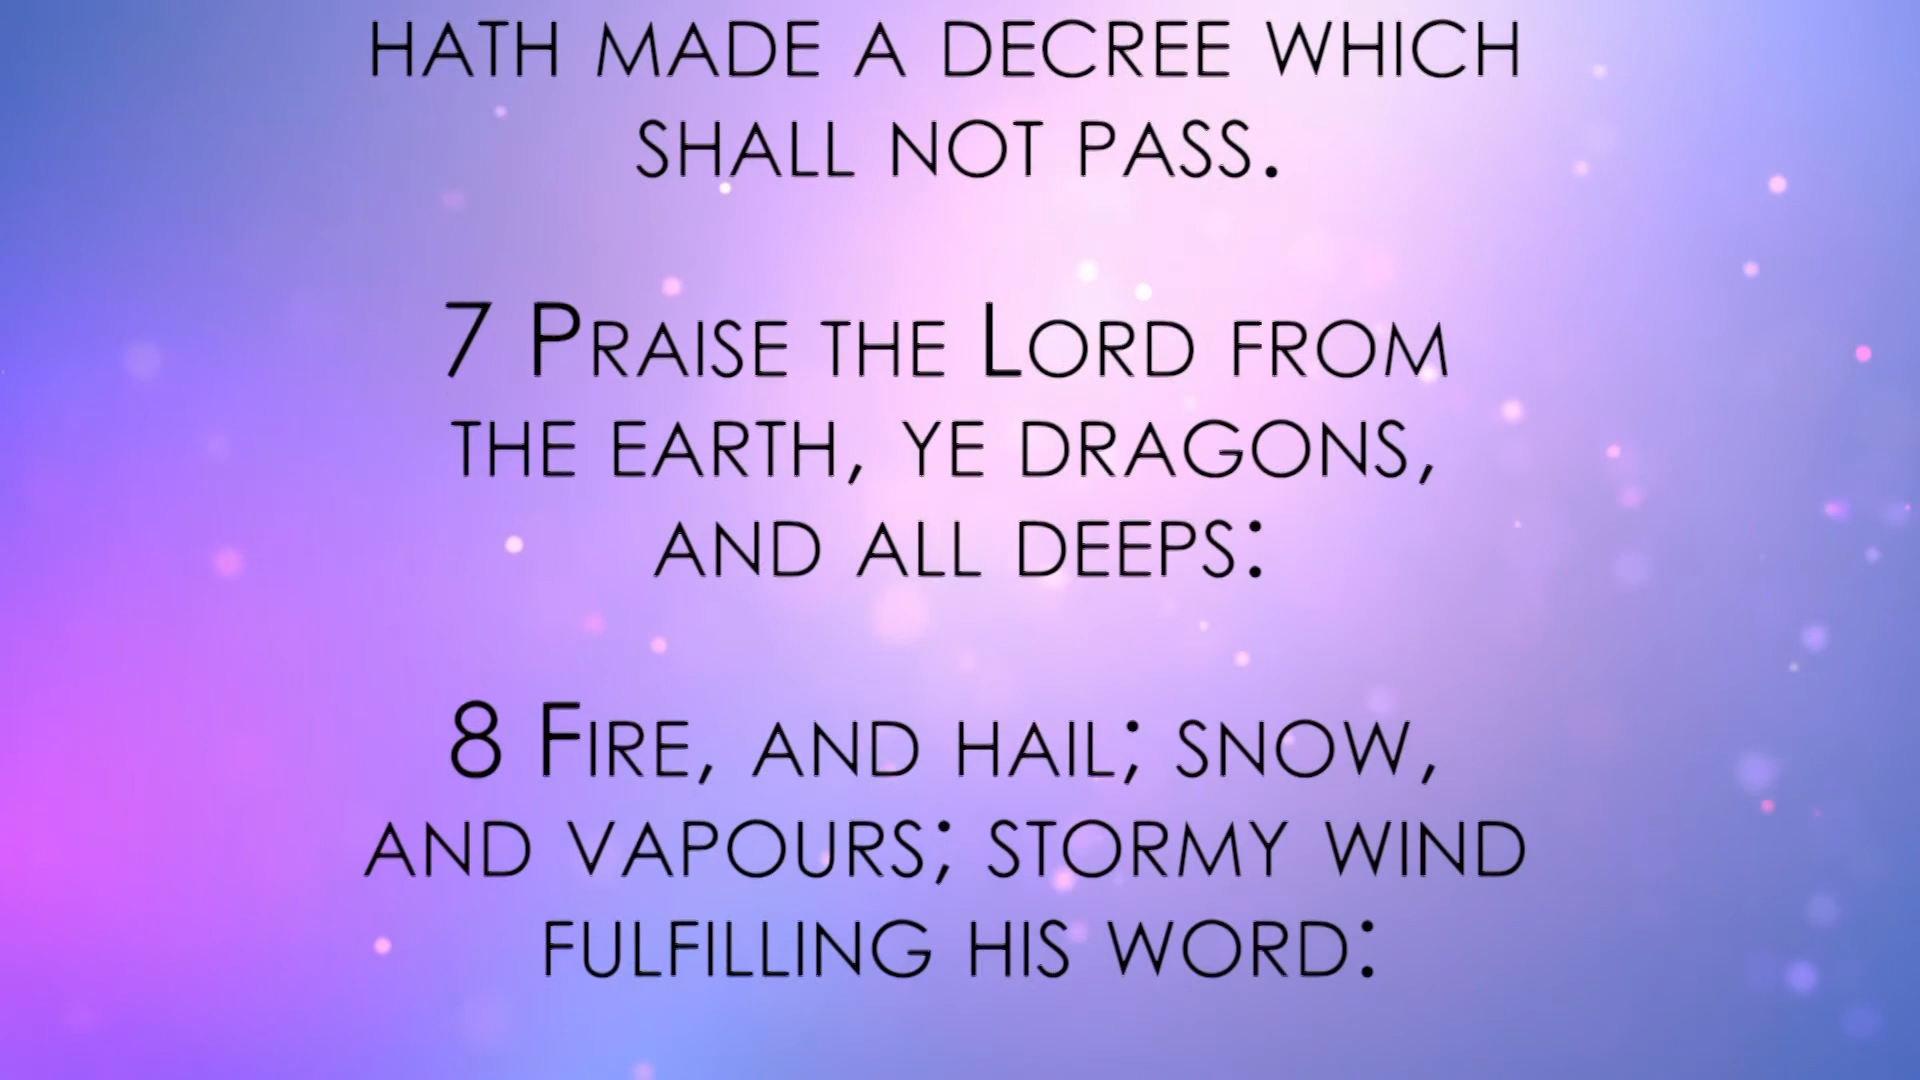 HATH MADE A DECREE WHICH
SHALL NOT PASS.
7 PRAISE THE LORD FROM
THE EARTH, YE DRAGONS,
AND ALL DEEPS:
8 FIRE, AND HAIL; SNOW,
AND VAPOURS; STORMY WIND
FULFILLING HIS WORD: